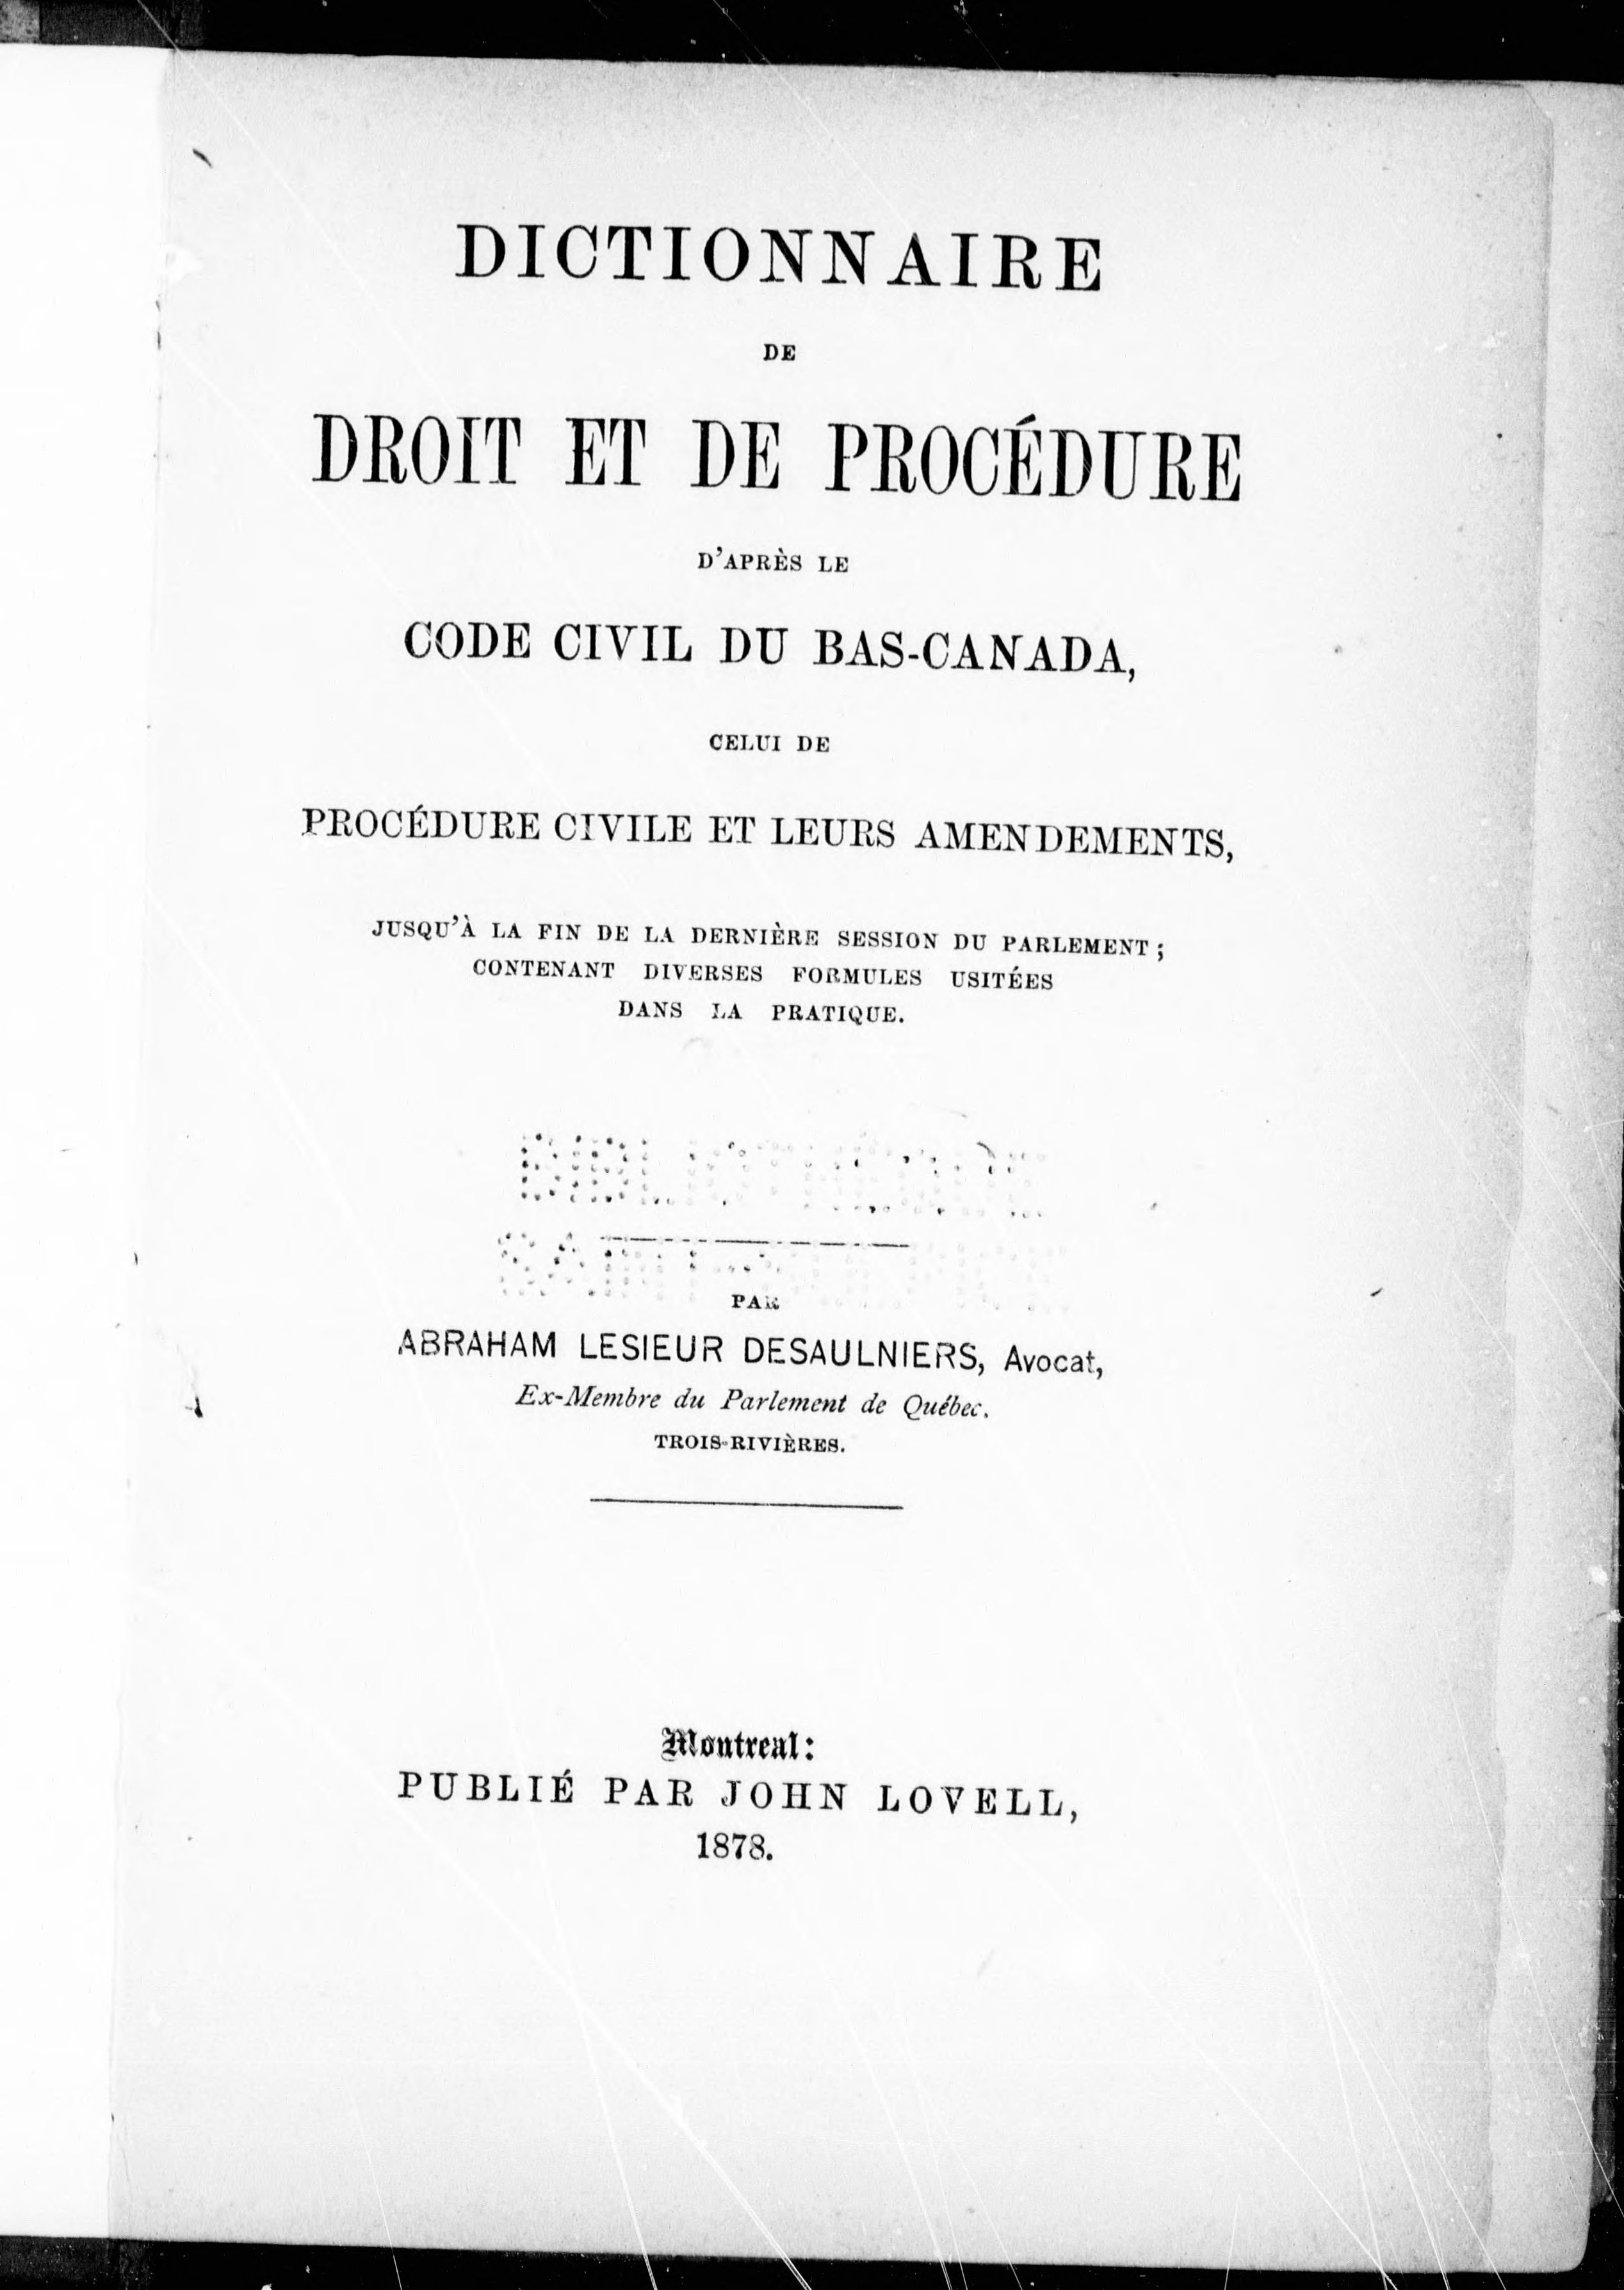 DICTIONNAIRE
DE
DROIT ET DE PROCÉDURE
D'APRÈS LE
CODE CIVIL DU BAS-CANADA,
CELUI DE
PROCÉDURE CIVILE ET LEURS AMENDEMENTS,
JUSQU'À LA FIN DE LA DERNIÈRE SESSION DU PARLEMENT ;
CONTENANT DIVERSES FORMULES USITÉES
DANS LA PRATIQUE.
PAR
ABRAHAM LESIEUR DESAULNIERS, Avocat,
Ex-Membre du Parlement de Québec.
TROIS-RIVIÈRES.
Montreal:
PUBLIÉ PAR JOHN LOVELL,
1878.